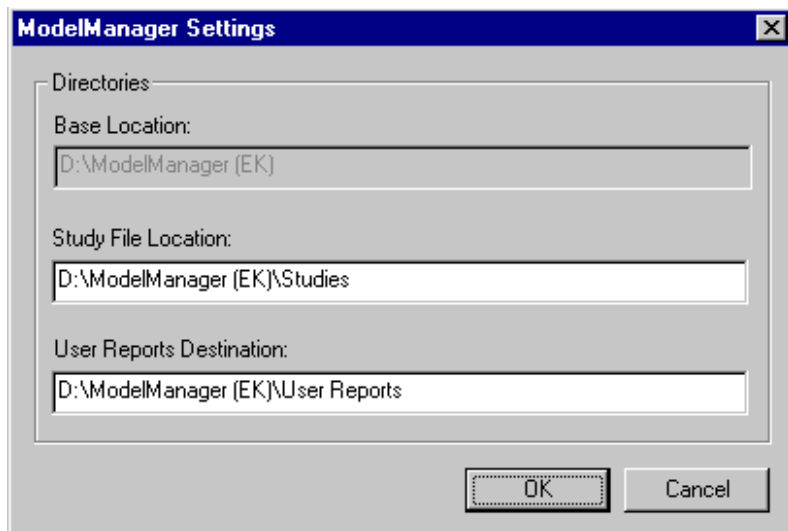 ModelManager Settings
Directories
Base Location:
D:\ModelManager (EK)
Study File Location:
D:\ModelManager (EK)\Studies
User Reports Destination:
D:\ModelManager (EK)\User Reports
OK
Cancel